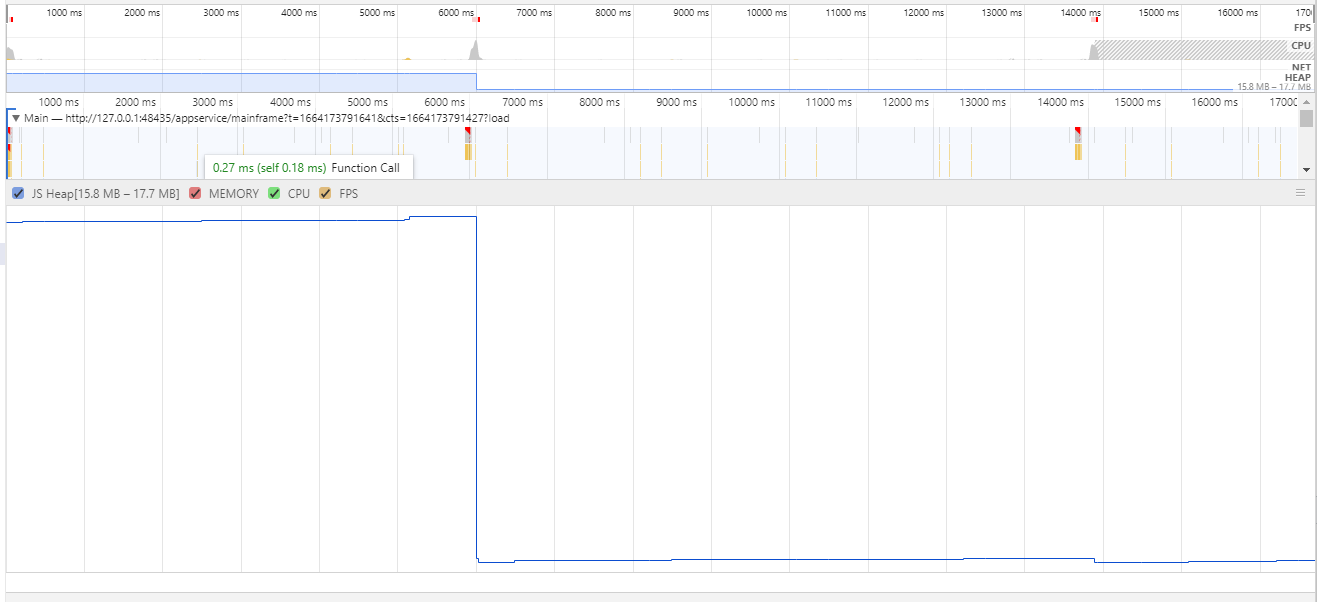 1000 ms 2000 ms 3000 ms 4000 ms 5000 ms 6000 ms 7000 ms 8000 ms 9000 ms 10000 ms 11000 ms 12000 ms 13000 ms 14000 ms 15000 ms 16000 ms 170
FPS
CPU
NET
HEAP
15.8 MB – 17.7 MB
1000 ms 2000 ms 3000 ms 4000 ms 5000 ms 6000 ms 7000 ms 8000 ms 9000 ms 10000 ms 11000 ms 12000 ms 13000 ms 14000 ms 15000 ms 16000 ms 17000
▼ Main — http://127.0.0.1:48435/appservice/mainframe?t=1664173791641&cts=1664173791427?load
0.27 ms (self 0.18 ms) Function Call
JS Heap[15.8 MB – 17.7 MB] MEMORY CPU FPS